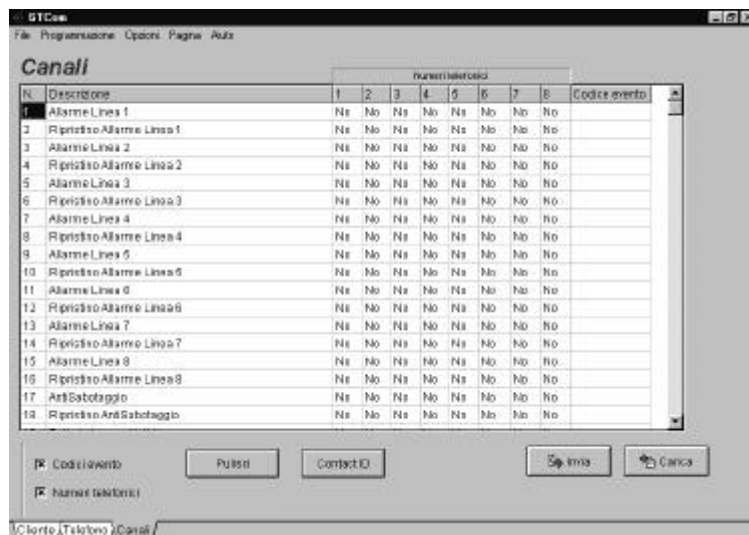 GTCom
File Programmazione Opzioni Pagina Aiuto
Canali
Numeri telefonici
N. Descrizione 1 2 3 4 5 6 7 8 Codice evento
1 Allarme Linea 1 No No No No No No No No
2 Ripristino Allarme Linea 1 No No No No No No No No
3 Allarme Linea 2 No No No No No No No No
4 Ripristino Allarme Linea 2 No No No No No No No No
5 Allarme Linea 3 No No No No No No No No
6 Ripristino Allarme Linea 3 No No No No No No No No
7 Allarme Linea 4 No No No No No No No No
8 Ripristino Allarme Linea 4 No No No No No No No No
9 Allarme Linea 5 No No No No No No No No
10 Ripristino Allarme Linea 5 No No No No No No No No
11 Allarme Linea 6 No No No No No No No No
12 Ripristino Allarme Linea 6 No No No No No No No No
13 Allarme Linea 7 No No No No No No No No
14 Ripristino Allarme Linea 7 No No No No No No No No
15 Allarme Linea 8 No No No No No No No No
16 Ripristino Allarme Linea 8 No No No No No No No No
17 AntiSabotaggio No No No No No No No No
18 Ripristino AntiSabotaggio No No No No No No No No
Codici evento Pulisci Contact ID Invia Carica
Numeri telefonici
Cliente Telefono Canali